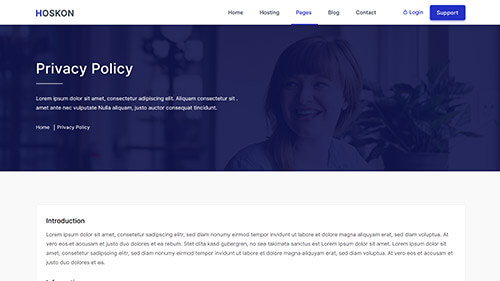 HOSKON
Home Hosting Pages Blog Contact Login Support
Privacy Policy
Lorem ipsum dolor sit amet, consectetur adipiscing elit. Aliquam consectetur sit .
amet ante nec vulputate Nulla aliquam, justo auctor consequat tincidunt.
Home | Privacy Policy
Introduction
Lorem ipsum dolor sit amet, consetetur sadipscing elitr, sed diam nonumy eirmod tempor invidunt ut labore et dolore magna aliquyam erat, sed diam voluptua. At
vero eos et accusam et justo duo dolores et ea rebum. Stet clita kasd gubergren, no sea takimata sanctus est Lorem ipsum dolor sit amet. Lorem ipsum dolor sit
amet, consetetur sadipscing elitr, sed diam nonumy eirmod tempor invidunt ut labore et dolore magna aliquyam erat, sed diam voluptua. At vero eos et accusam et
justo duo dolores et ea.